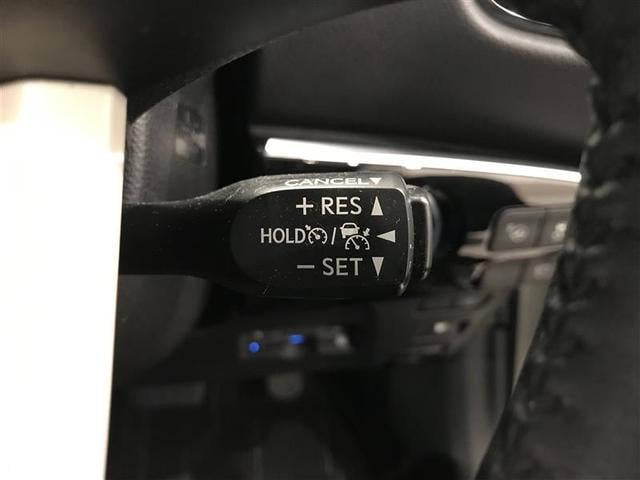 CANCEL▼
+ RES ▲
HOLD / ◀
− SET ▼